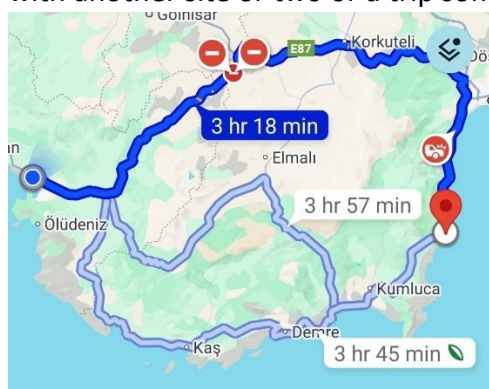 Gölhisar
E87
Korkuteli
3 hr 18 min
Elmalı
3 hr 57 min
Ölüdeniz
Kumluca
Demre
Kaş
3 hr 45 min